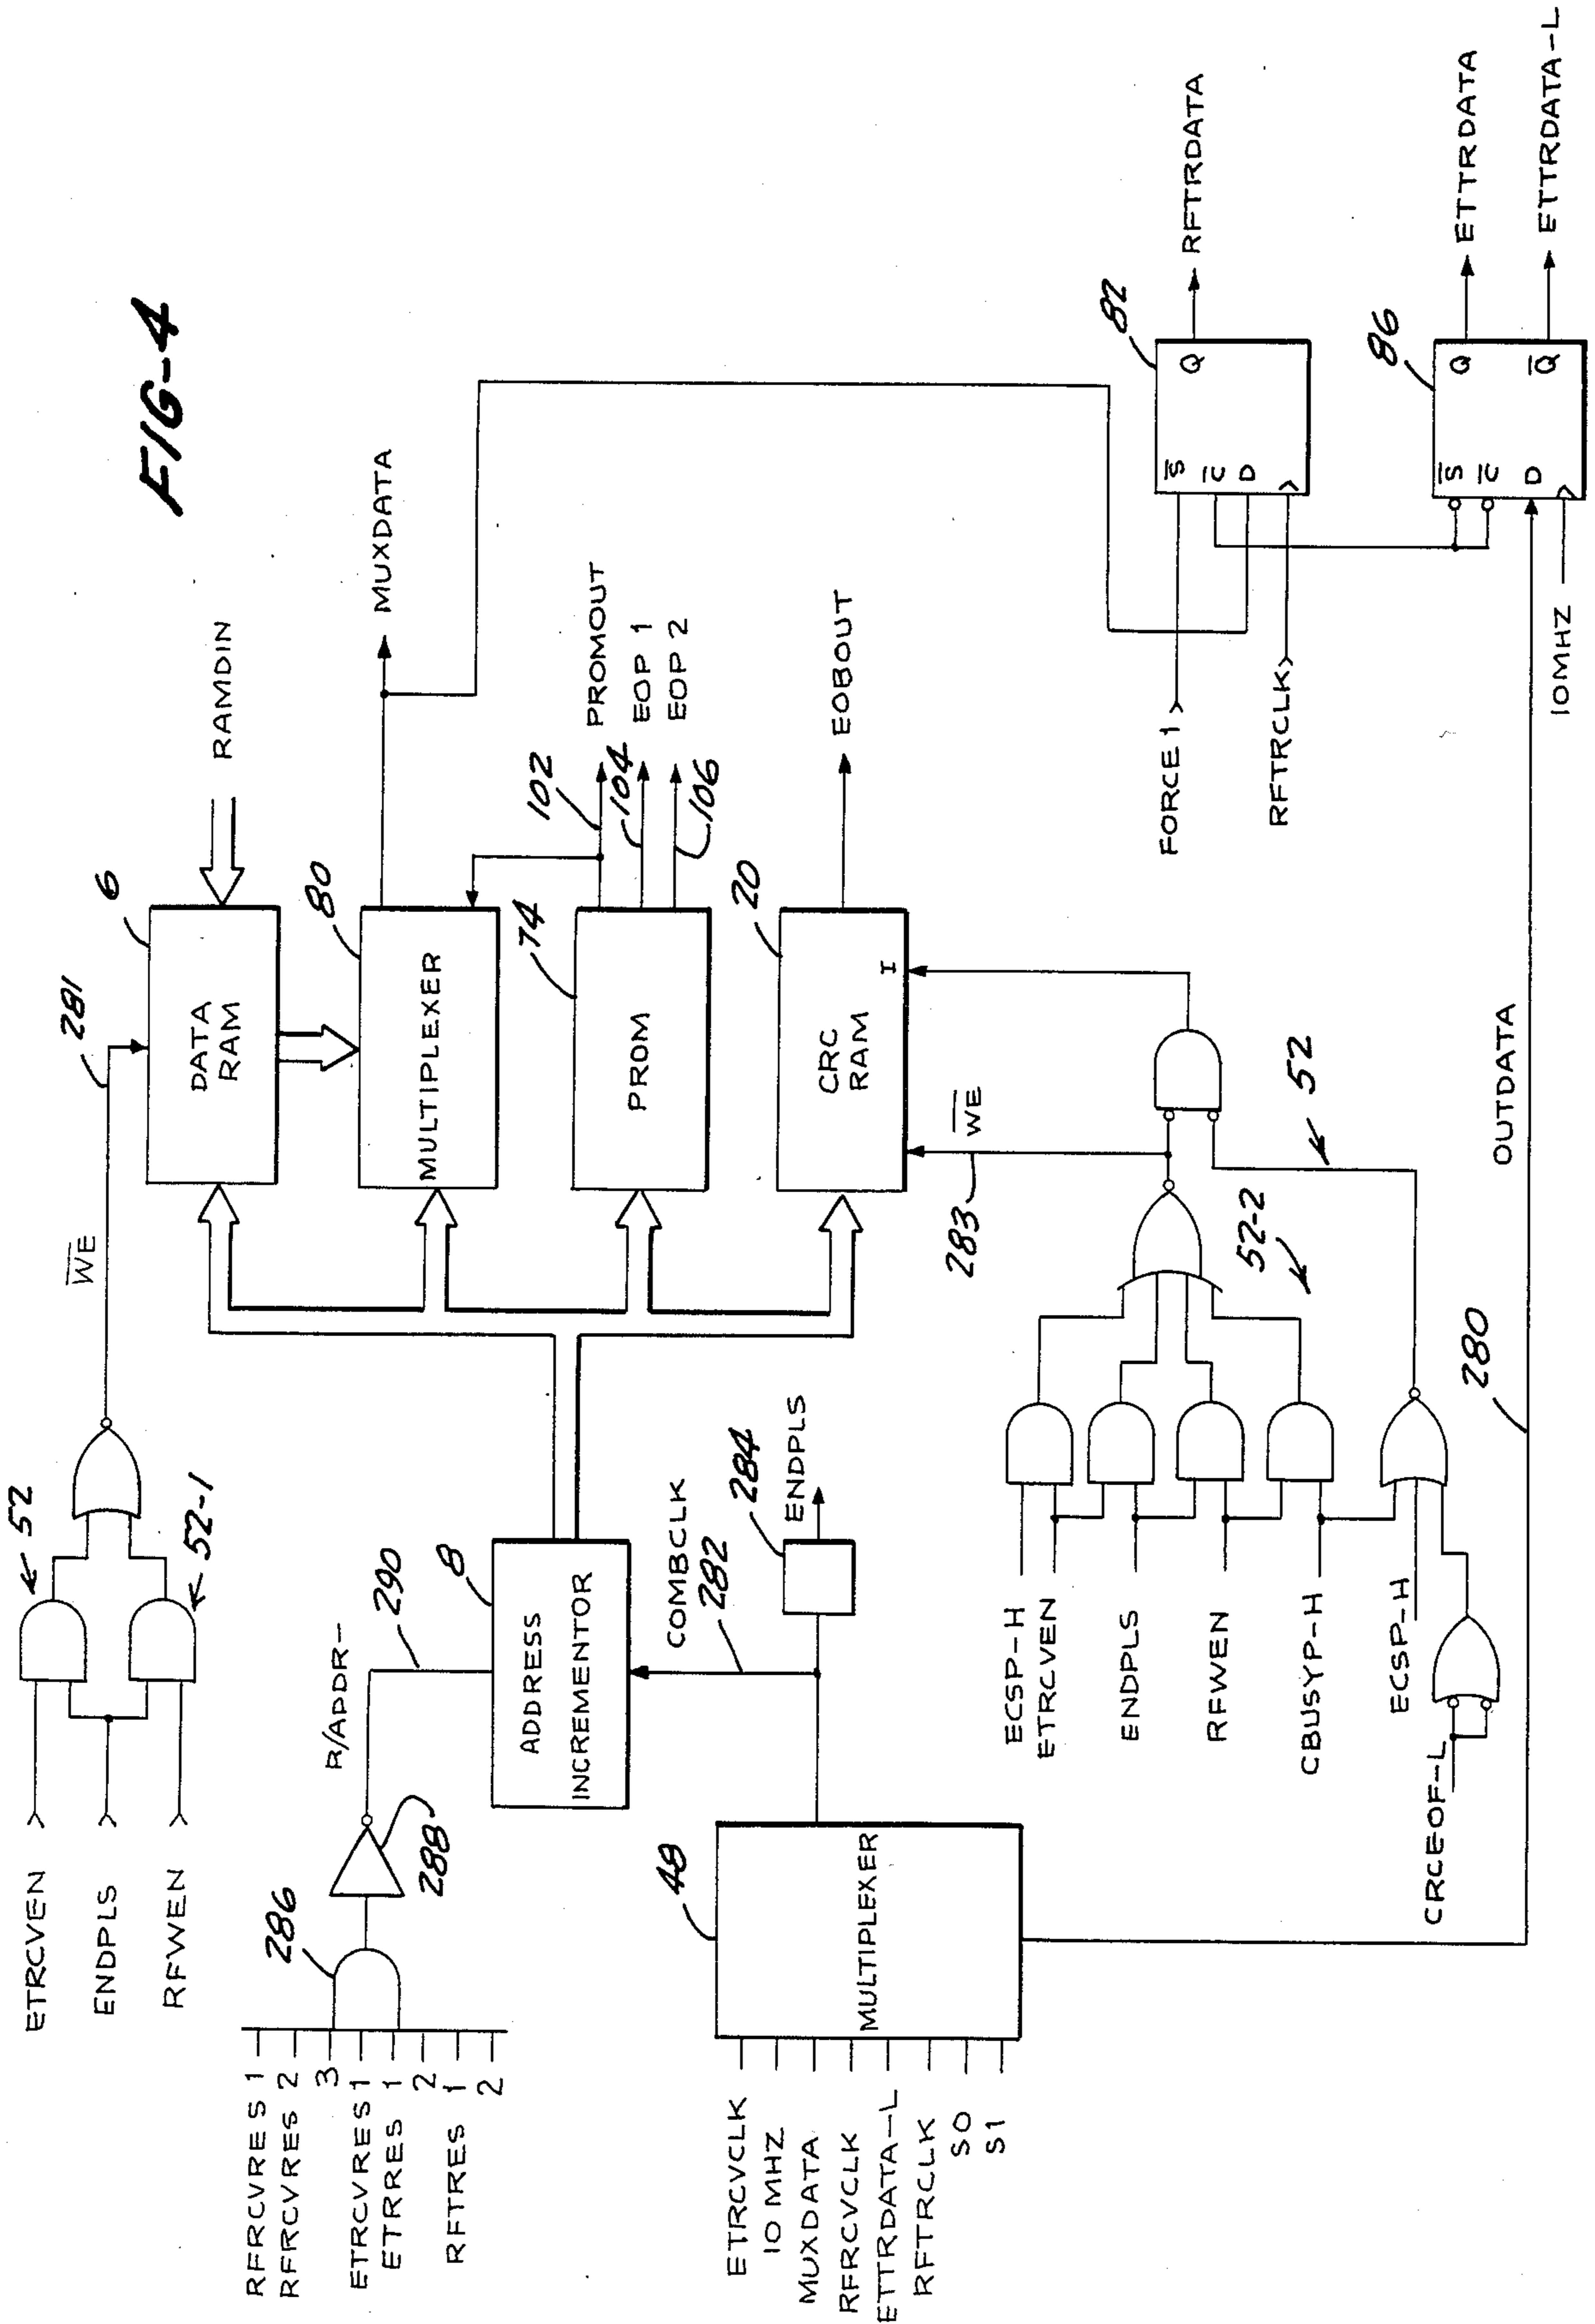 FIG-4
ETRCVEN
ENDPLS
RFWEN
52
52-1
WE
281
6
DATA
RAM
RAMDIN
RFRCVRES 1
RFRCVRES 2
3
ETRCVRES 1
ETRRES 1
2
RFTRES 1
2
286
288
R/APDR-
290
8
ADDRESS
INCREMENTOR
80
MULTIPLEXER
MUXDATA
74
PROM
102
PROMOUT
104
EOP 1
EOP 2
106
20
CRC
RAM
I
EOBOUT
48
MULTIPLEXER
ETRCVCLK
10 MHZ
MUXDATA
RFRCVCLK
ETTRDATA-L
RFTRCLK
S0
S1
COMBCLK
282
284
ENDPLS
WE
283
52-2
52
ECSP-H
ETRCVEN
ENDPLS
RFWEN
CBUSYP-H
ECSP-H
CRCEOF-L
280
OUTDATA
FORCE 1
RFTRCLK
82
S
C
D
Q
RFTRDATA
86
S
C
D
Q
Q
10MHZ
ETTRDATA
ETTRDATA-L